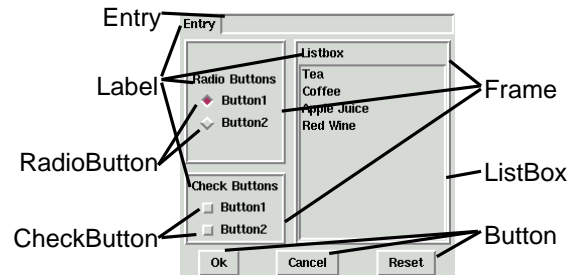 Entry
Entry
Label
Radio Buttons
Button1
Button2
RadioButton
Check Buttons
Button1
Button2
CheckButton
Listbox
Tea
Coffee
Apple Juice
Red Wine
Frame
ListBox
Button
Ok
Cancel
Reset